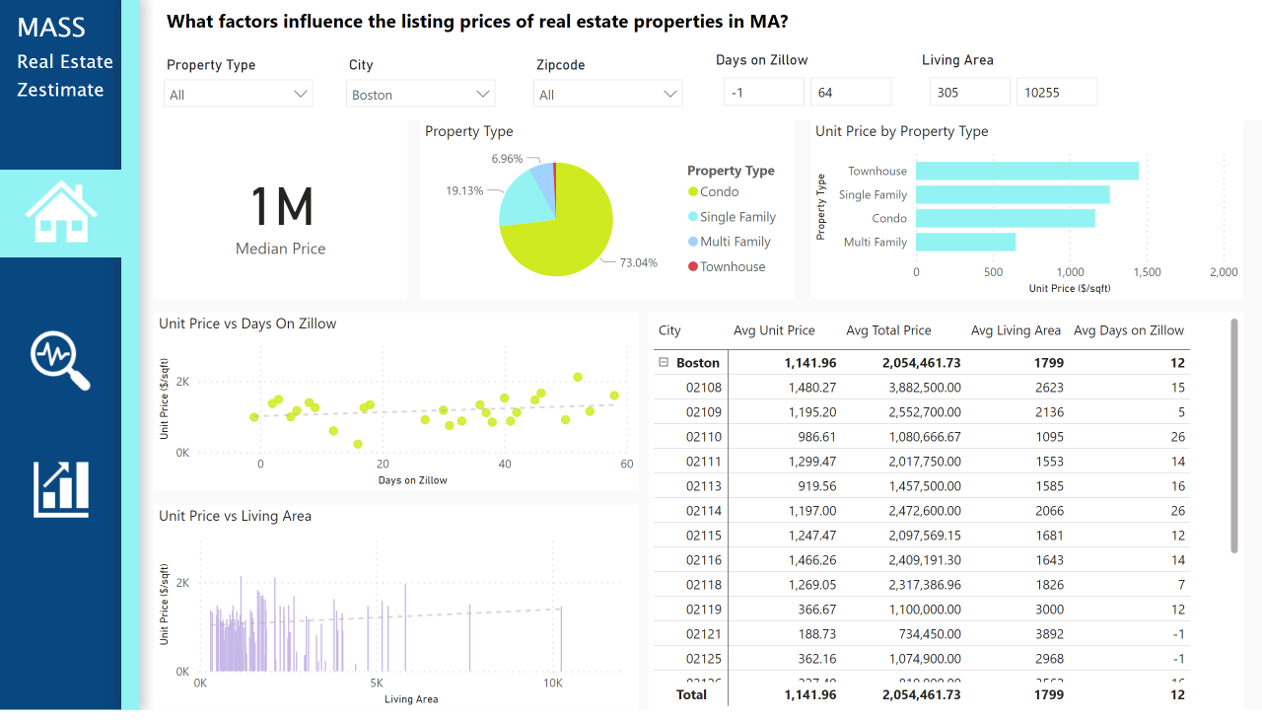 MASS
Real Estate
Zestimate
What factors influence the listing prices of real estate properties in MA?
Property Type
City
Zipcode
Days on Zillow
Living Area
All
Boston
All
-1
64
305
10255
1M
Median Price
Property Type
6.96%
19.13%
73.04%
Property Type
Condo
Single Family
Multi Family
Townhouse
Unit Price by Property Type
Property Type
Townhouse
Single Family
Condo
Multi Family
0 500 1,000 1,500 2,000
Unit Price ($/sqft)
Unit Price vs Days On Zillow
Unit Price ($/sqft)
2K
0K
0 20 40 60
Days on Zillow
Unit Price vs Living Area
Unit Price ($/sqft)
2K
0K
0K 5K 10K
Living Area
City Avg Unit Price Avg Total Price Avg Living Area Avg Days on Zillow
Boston 1,141.96 2,054,461.73 1799 12
02108 1,480.27 3,882,500.00 2623 15
02109 1,195.20 2,552,700.00 2136 5
02110 986.61 1,080,666.67 1095 26
02111 1,299.47 2,017,750.00 1553 14
02113 919.56 1,457,500.00 1585 16
02114 1,197.00 2,472,600.00 2066 26
02115 1,247.47 2,097,569.15 1681 12
02116 1,466.26 2,409,191.30 1643 14
02118 1,269.05 2,317,386.96 1826 7
02119 366.67 1,100,000.00 3000 12
02121 188.73 734,450.00 3892 -1
02125 362.16 1,074,900.00 2968 -1
Total 1,141.96 2,054,461.73 1799 12